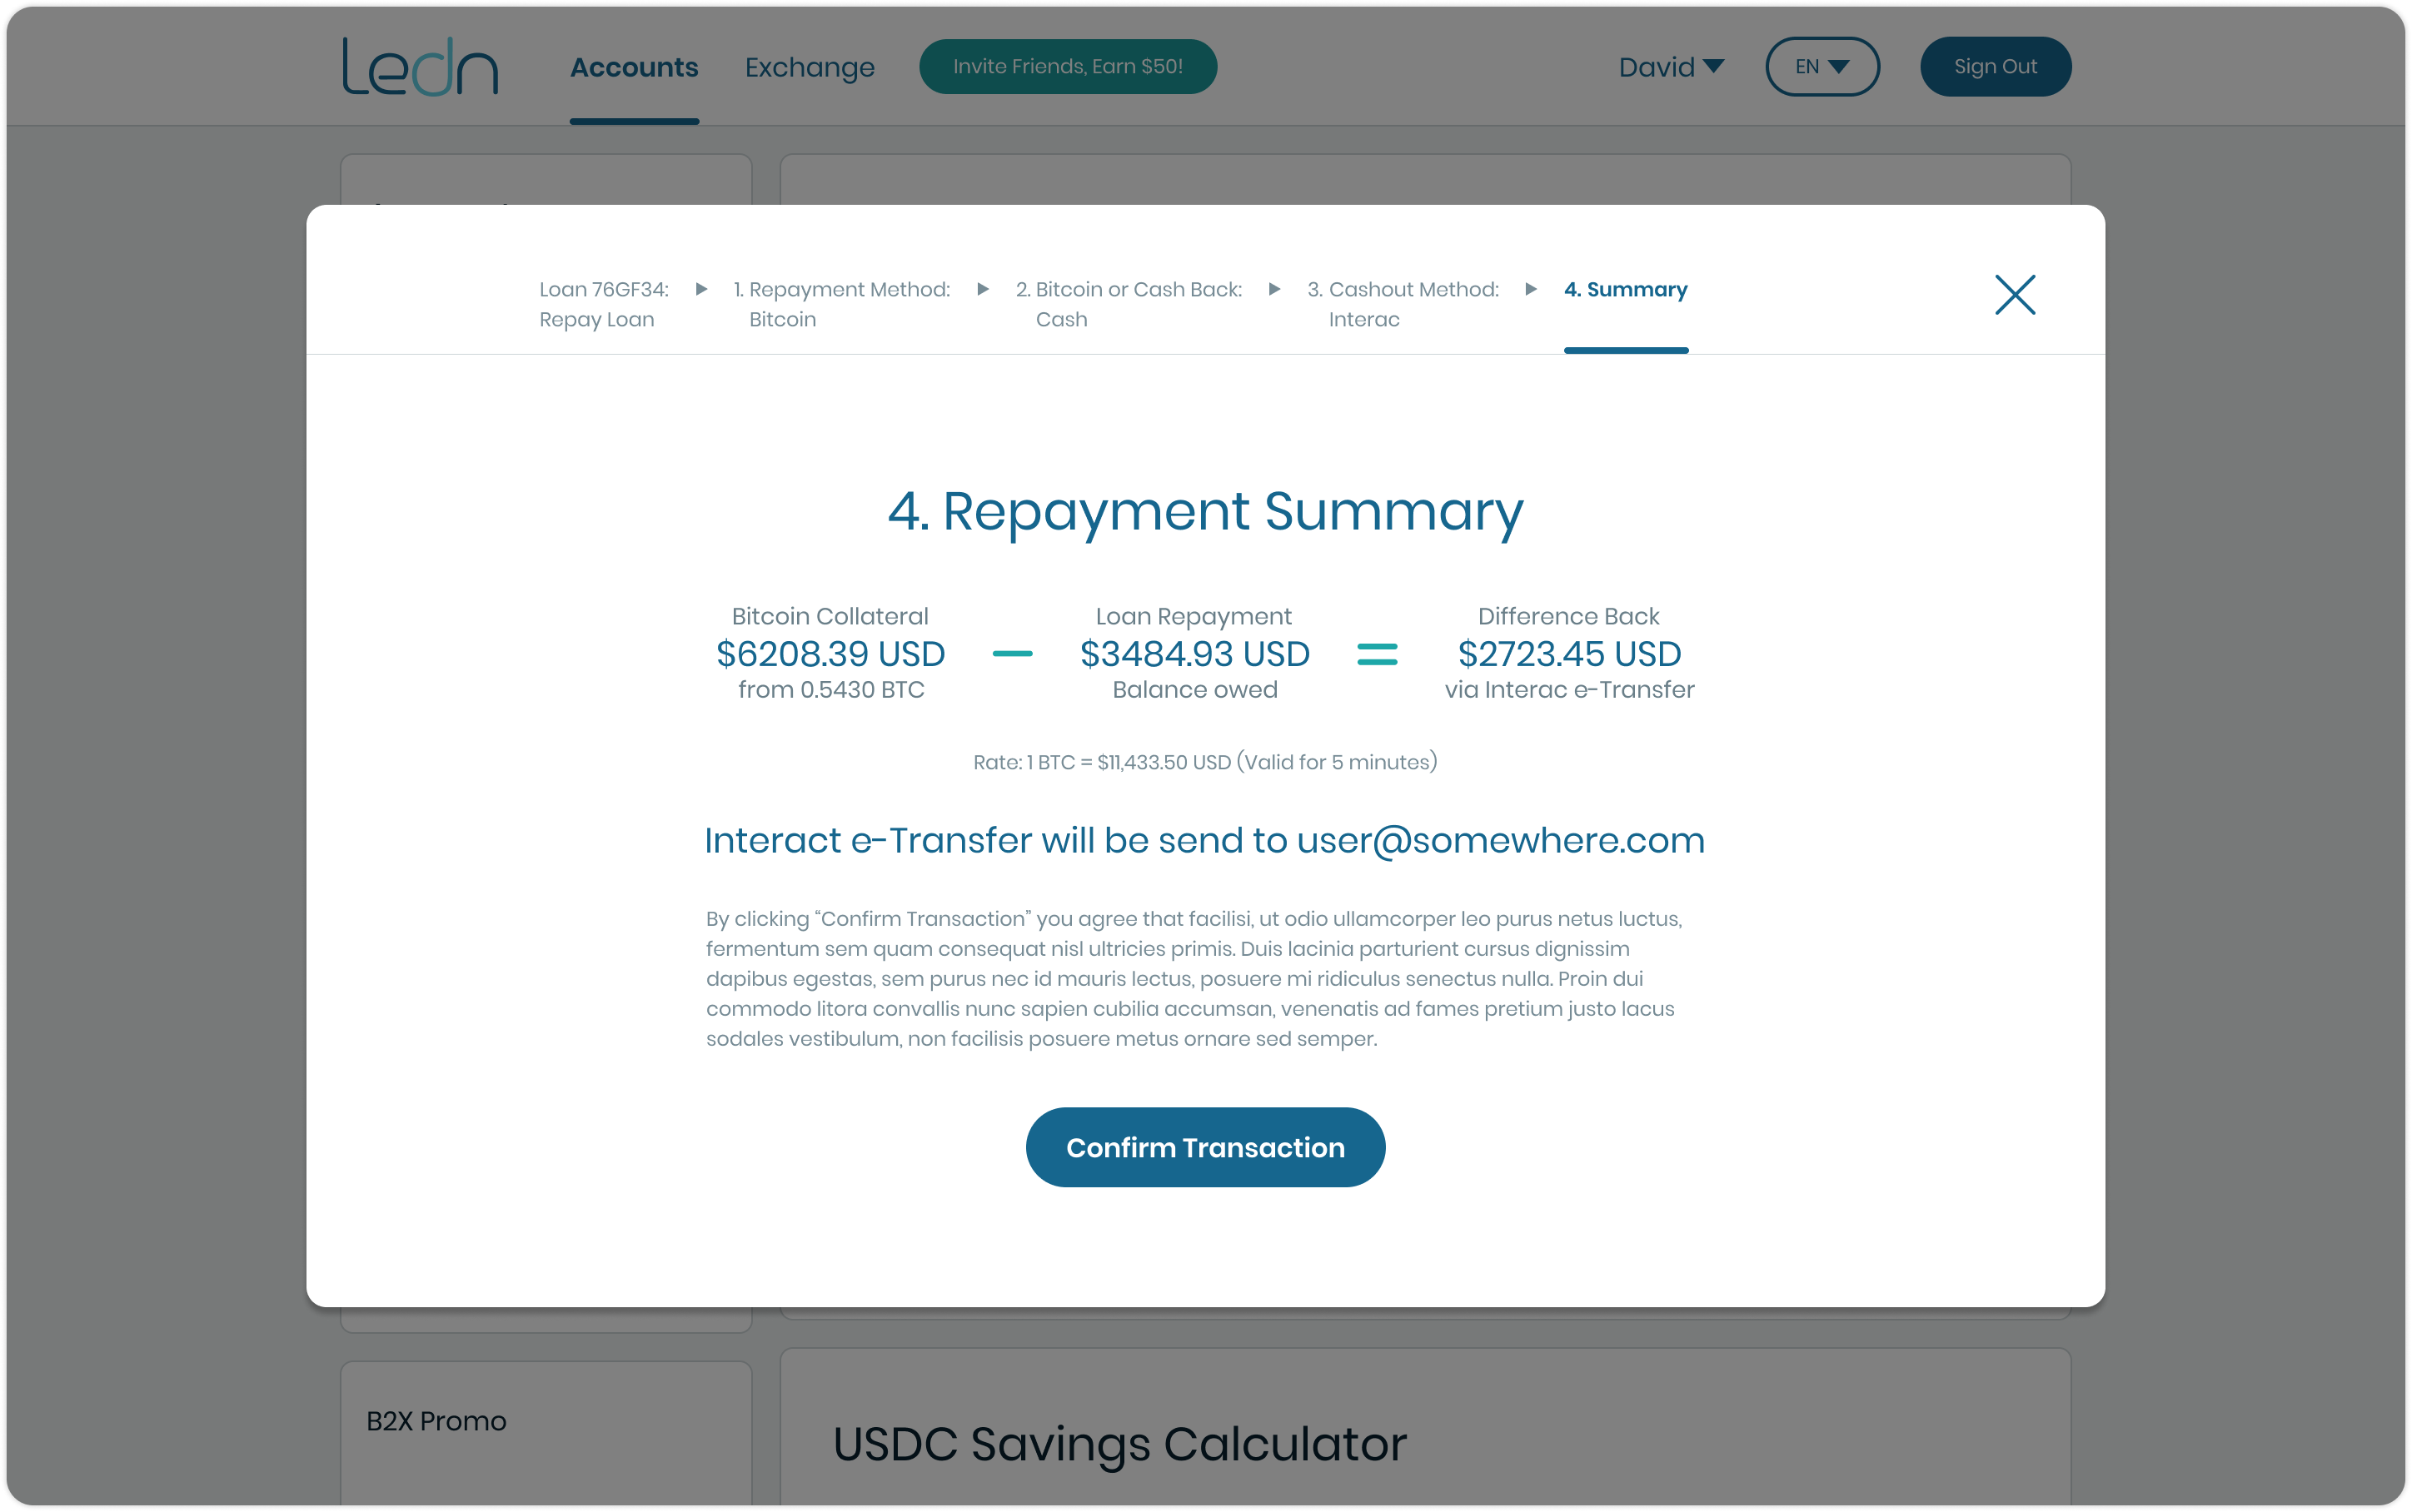 Ledn
Accounts
Exchange
Invite Friends, Earn $50!
David
EN
Sign Out
Loan 76GF34:
Repay Loan
1. Repayment Method:
Bitcoin
2. Bitcoin or Cash Back:
Cash
3. Cashout Method:
Interac
4. Summary
4. Repayment Summary
Bitcoin Collateral
$6208.39 USD
from 0.5430 BTC
—
Loan Repayment
$3484.93 USD
Balance owed
=
Difference Back
$2723.45 USD
via Interac e-Transfer
Rate: 1 BTC = $11,433.50 USD (Valid for 5 minutes)
Interact e-Transfer will be send to user@somewhere.com
By clicking “Confirm Transaction” you agree that facilisi, ut odio ullamcorper leo purus netus luctus,
fermentum sem quam consequat nisl ultricies primis. Duis lacinia parturient cursus dignissim
dapibus egestas, sem purus nec id mauris lectus, posuere mi ridiculus senectus nulla. Proin dui
commodo litora convallis nunc sapien cubilia accumsan, venenatis ad fames pretium justo lacus
sodales vestibulum, non facilisis posuere metus ornare sed semper.
Confirm Transaction
B2X Promo
USDC Savings Calculator